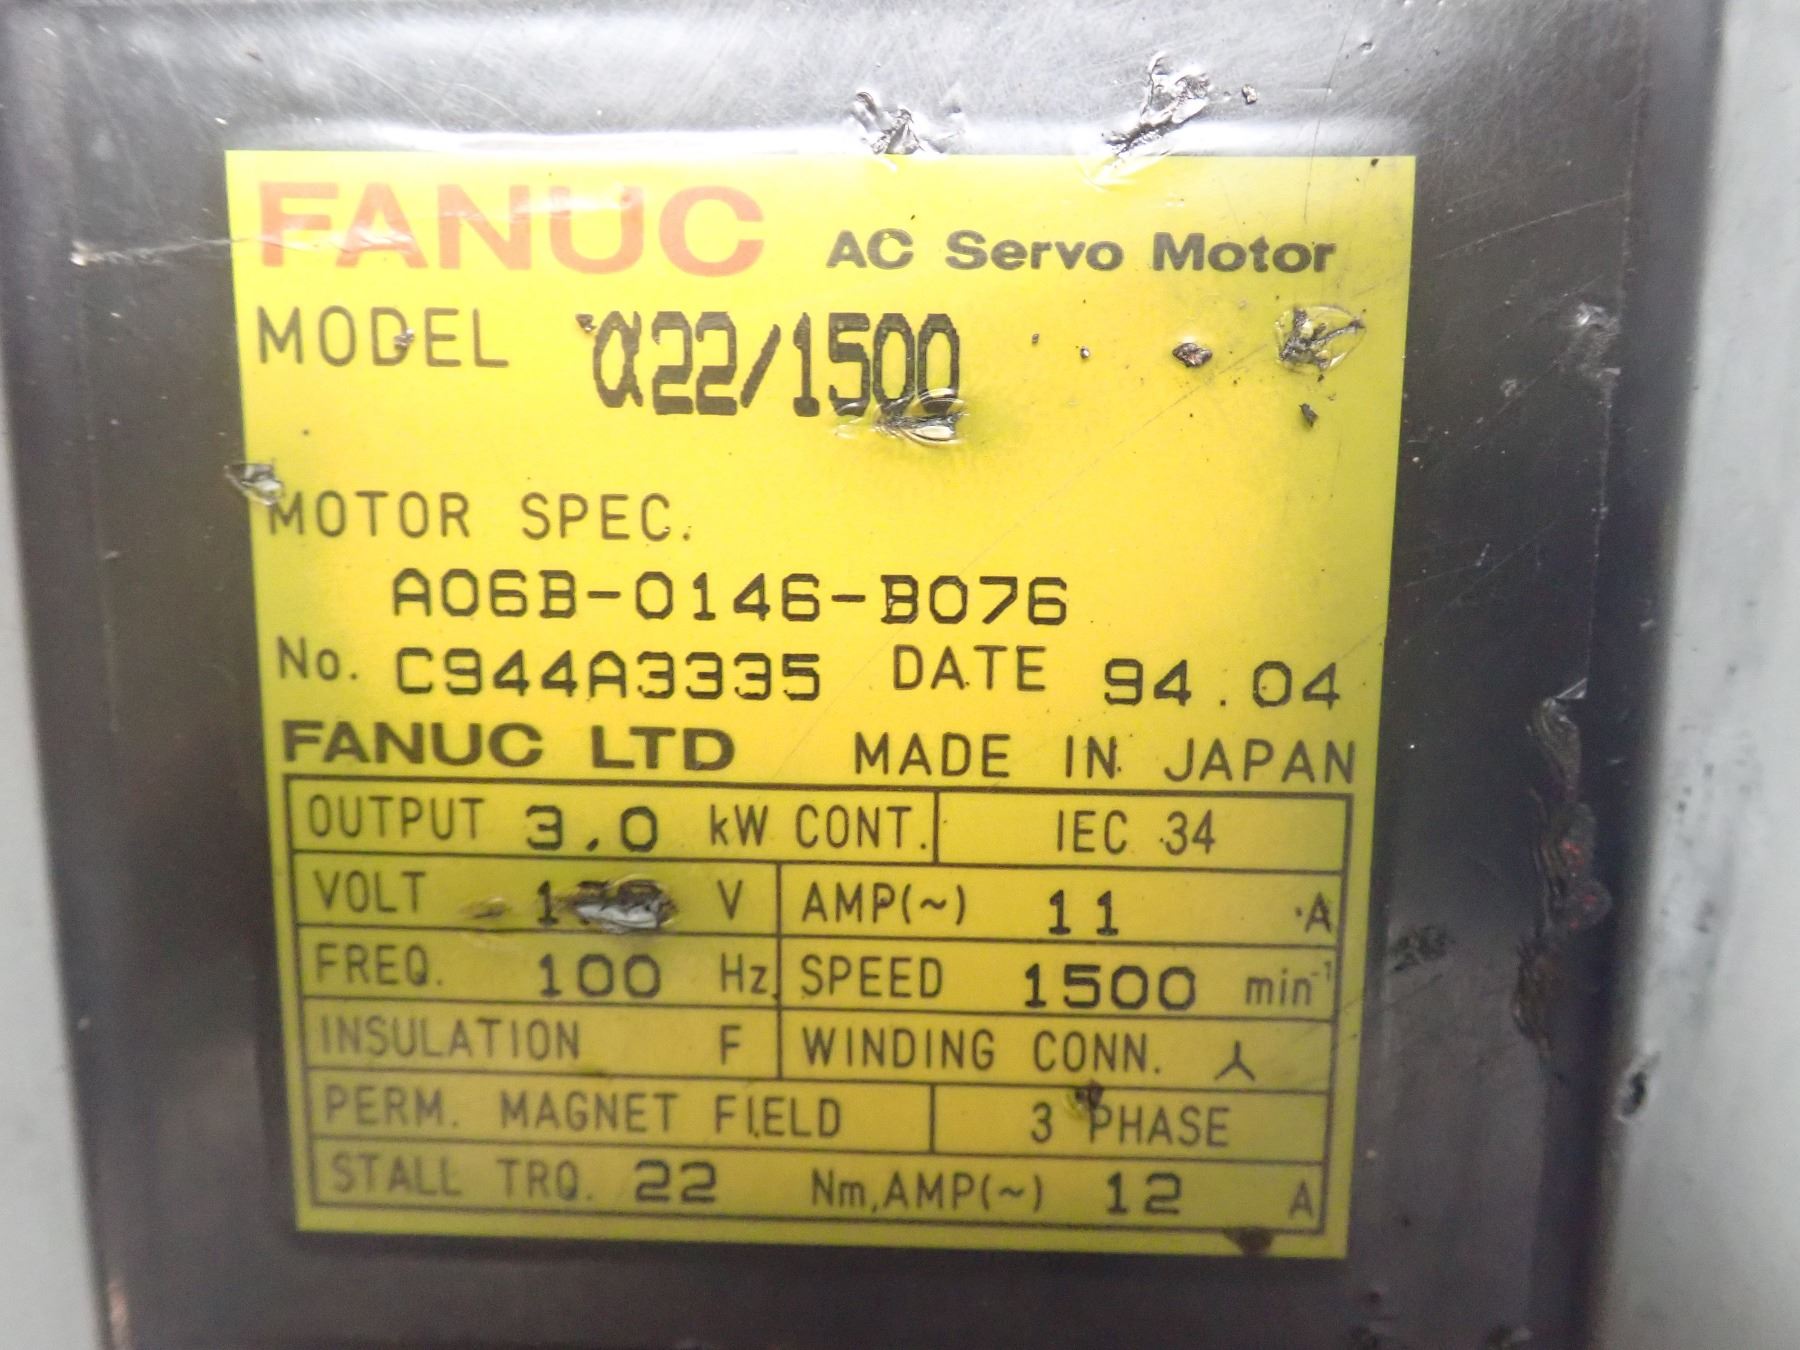 FANUC AC Servo Motor
MODEL α22/1500
MOTOR SPEC.
A06B-0146-B076
No. C944A3335 DATE 94.04
FANUC LTD MADE IN JAPAN
OUTPUT 3.0 kW CONT. IEC 34
VOLT V AMP(~) 11 A
FREQ. 100 Hz SPEED 1500 min⁻¹
INSULATION F WINDING CONN. ⅄
PERM. MAGNET FIELD 3 PHASE
STALL TRQ. 22 Nm,AMP(~) 12 A